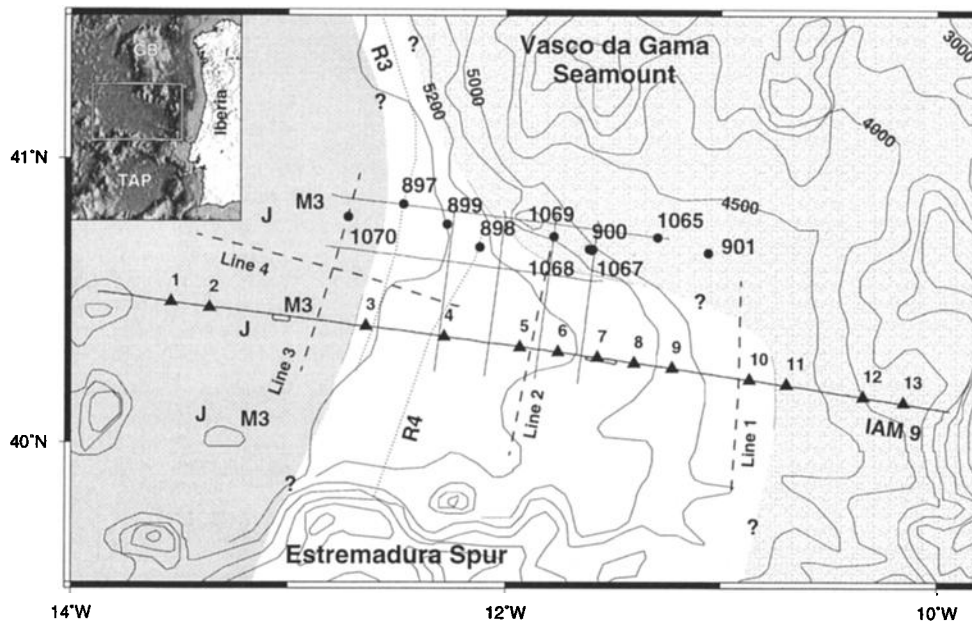 GB
Iberia
TAP
R3
?
?
5200
5000
Vasco da Gama
Seamount
3000
4000
4500
41°N
40°N
J
M3
1070
897
899
898
1069
1068
900
1067
1065
901
?
Line 4
1
2
M3
J
3
4
5
6
7
8
9
10
11
12
13
IAM 9
Line 3
Line 2
Line 1
J
M3
R4
?
?
Estremadura Spur
14°W
12°W
10°W